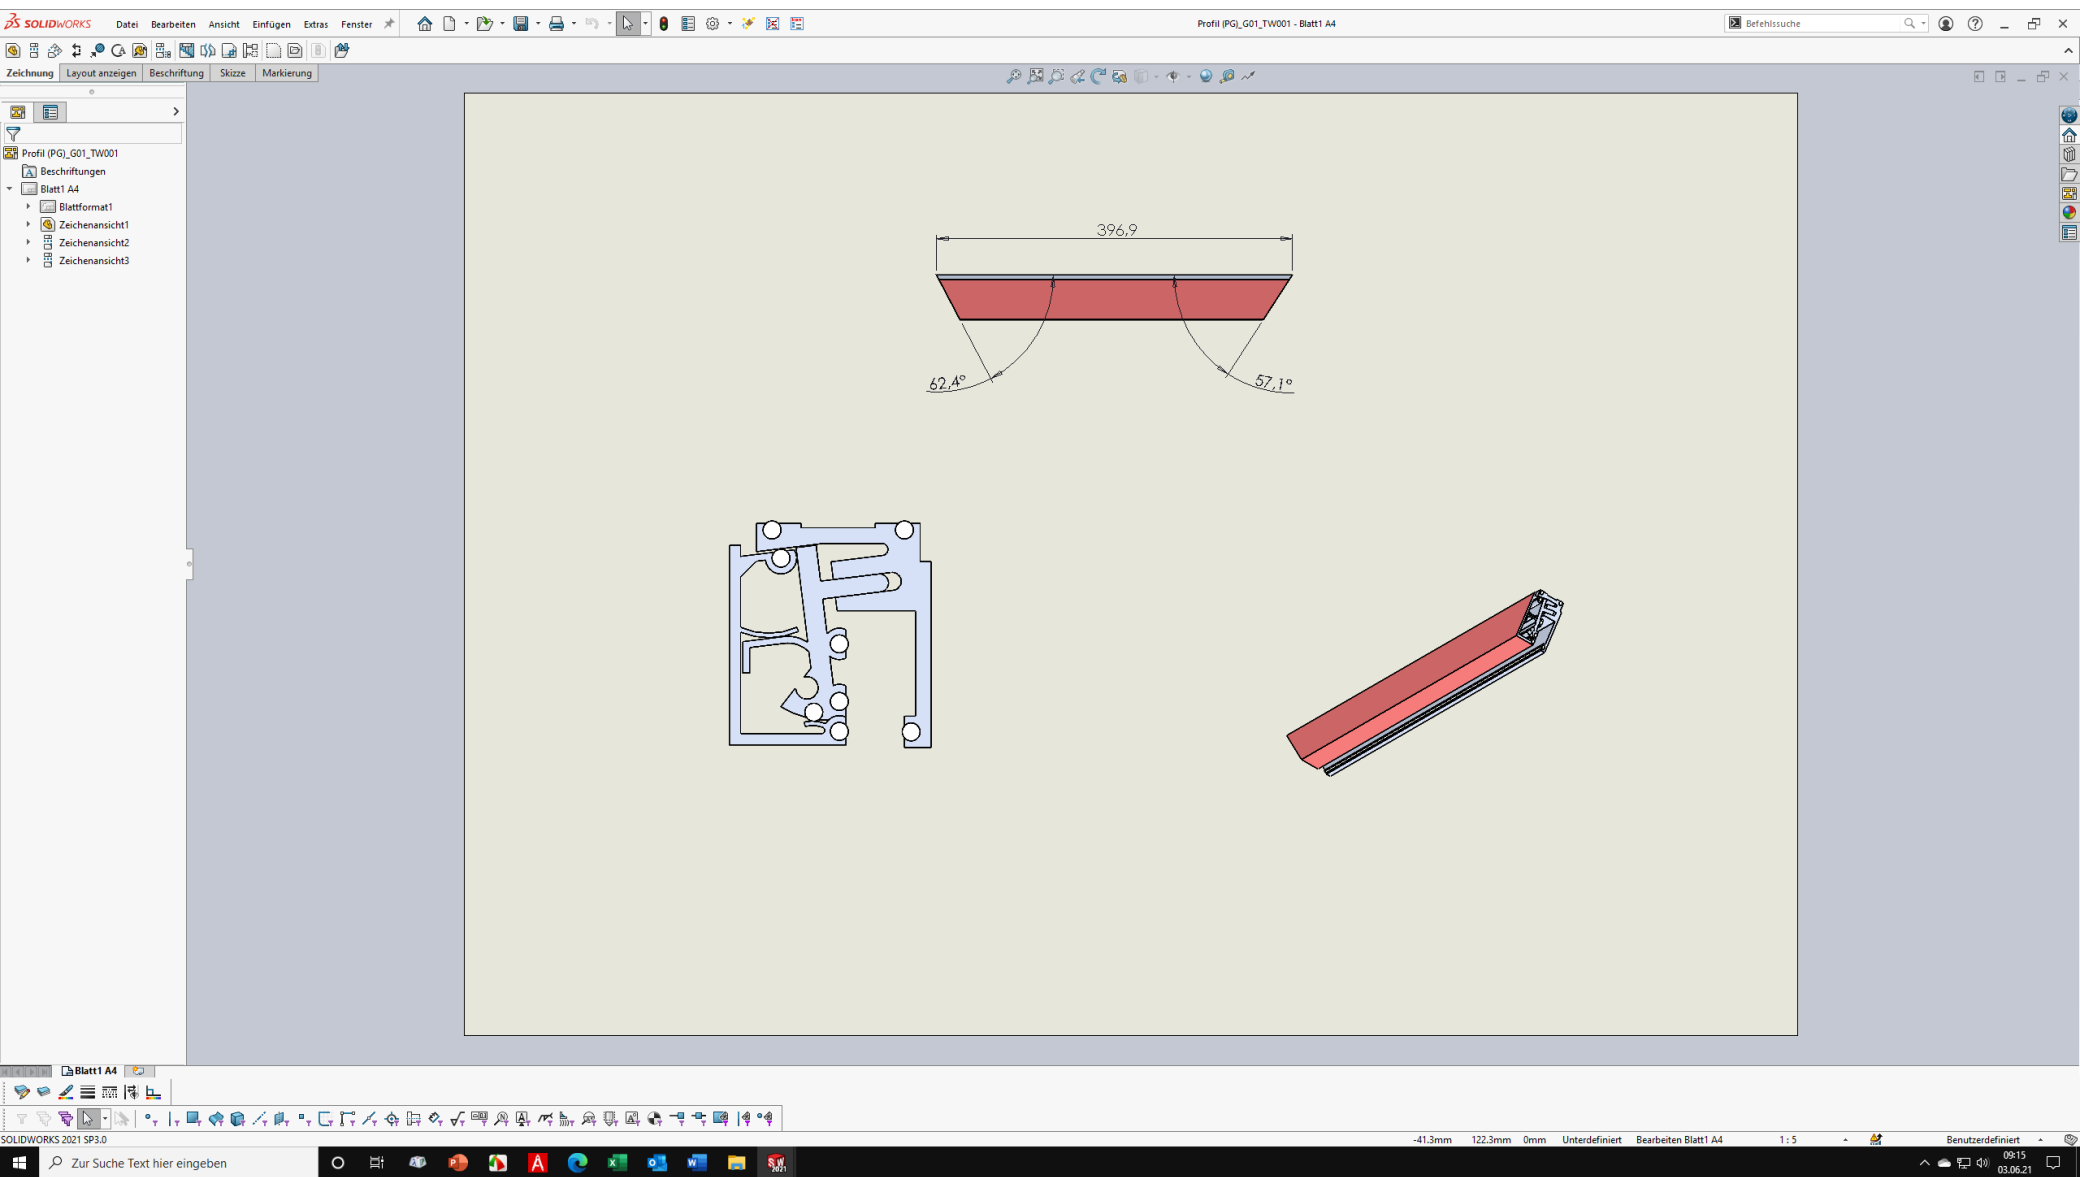 SOLIDWORKS Datei Bearbeiten Ansicht Einfügen Extras Fenster Profil (PG)_G01_TW001 - Blatt1 A4 Befehlssuche
Zeichnung Layout anzeigen Beschriftung Skizze Markierung
Profil (PG)_G01_TW001
Beschriftungen
Blatt1 A4
Blattformat1
Zeichenansicht1
Zeichenansicht2
Zeichenansicht3
396,9
62,4°
57,1°
Blatt1 A4
SOLIDWORKS 2021 SP3.0 -41.3mm 122.3mm 0mm Unterdefiniert Bearbeiten Blatt1 A4 1 : 5 Benutzerdefiniert
Zur Suche Text hier eingeben
09:15
03.06.21